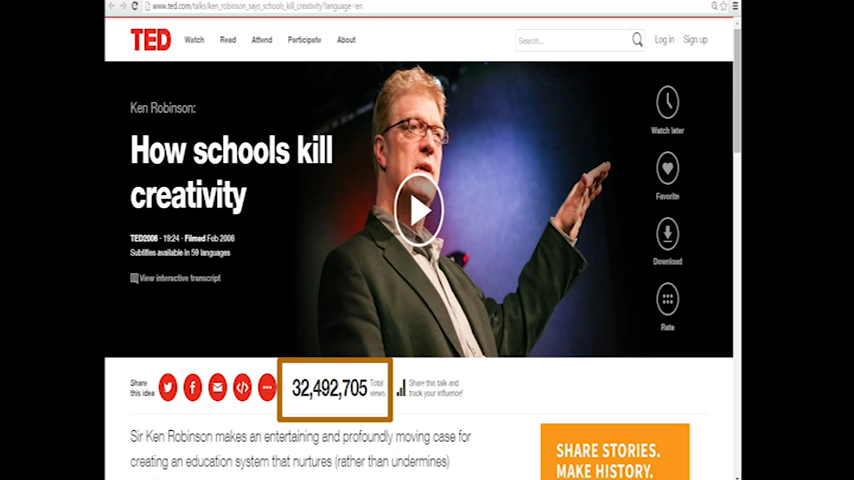 www.ted.com/talks/ken_robinson_says_schools_kill_creativity?language=en
TED Watch Read Attend Participate About Search... Log in Sign up
Ken Robinson:
How schools kill
creativity
TED2006 · 19:24 · Filmed Feb 2006
Subtitles available in 59 languages
View interactive transcript
Watch later
Favorite
Download
Rate
Share
this idea
32,492,705 Total
views
Share this talk and
track your influence!
Sir Ken Robinson makes an entertaining and profoundly moving case for
creating an education system that nurtures (rather than undermines)
SHARE STORIES.
MAKE HISTORY.